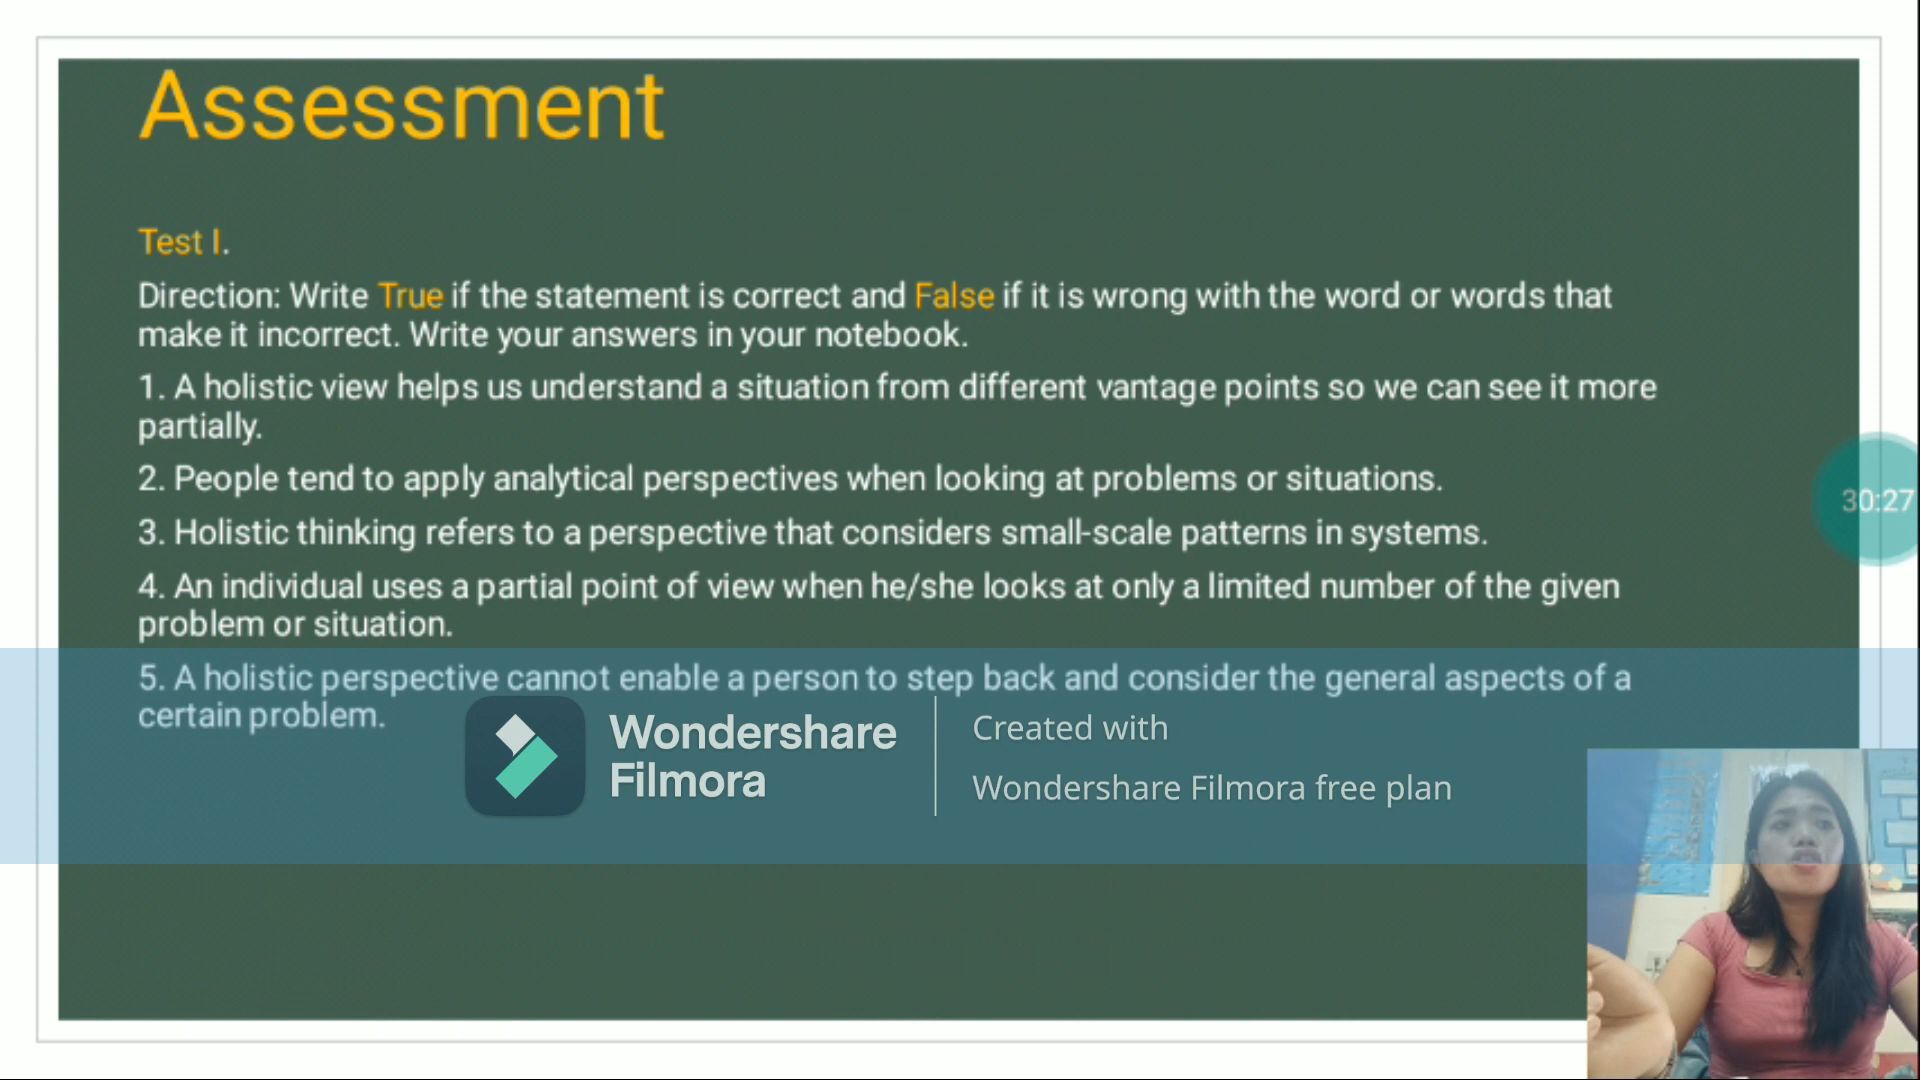 Assessment
Test I.
Direction: Write True if the statement is correct and False if it is wrong with the word or words that
make it incorrect. Write your answers in your notebook.
1. A holistic view helps us understand a situation from different vantage points so we can see it more
partially.
2. People tend to apply analytical perspectives when looking at problems or situations.
3. Holistic thinking refers to a perspective that considers small-scale patterns in systems.
4. An individual uses a partial point of view when he/she looks at only a limited number of the given
problem or situation.
5. A holistic perspective cannot enable a person to step back and consider the general aspects of a
certain problem.
30:27
Wondershare
Filmora
Created with
Wondershare Filmora free plan